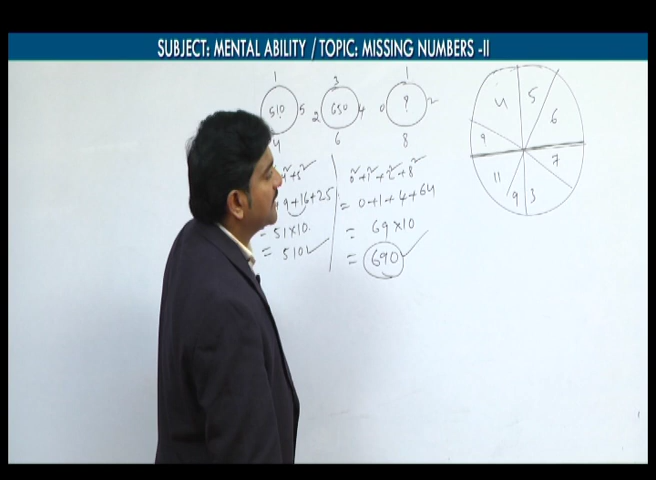 SUBJECT: MENTAL ABILITY / TOPIC: MISSING NUMBERS -II
1 3 1
510 5 2 650 4 0 ? 2
4 6 8
4² + 5²
9 + 16 + 25
= 51 × 10
= 510
0² + 1² + 2² + 8²
= 0 + 1 + 4 + 64
= 69 × 10
= 690
4 5 6
9 7
11 9 3